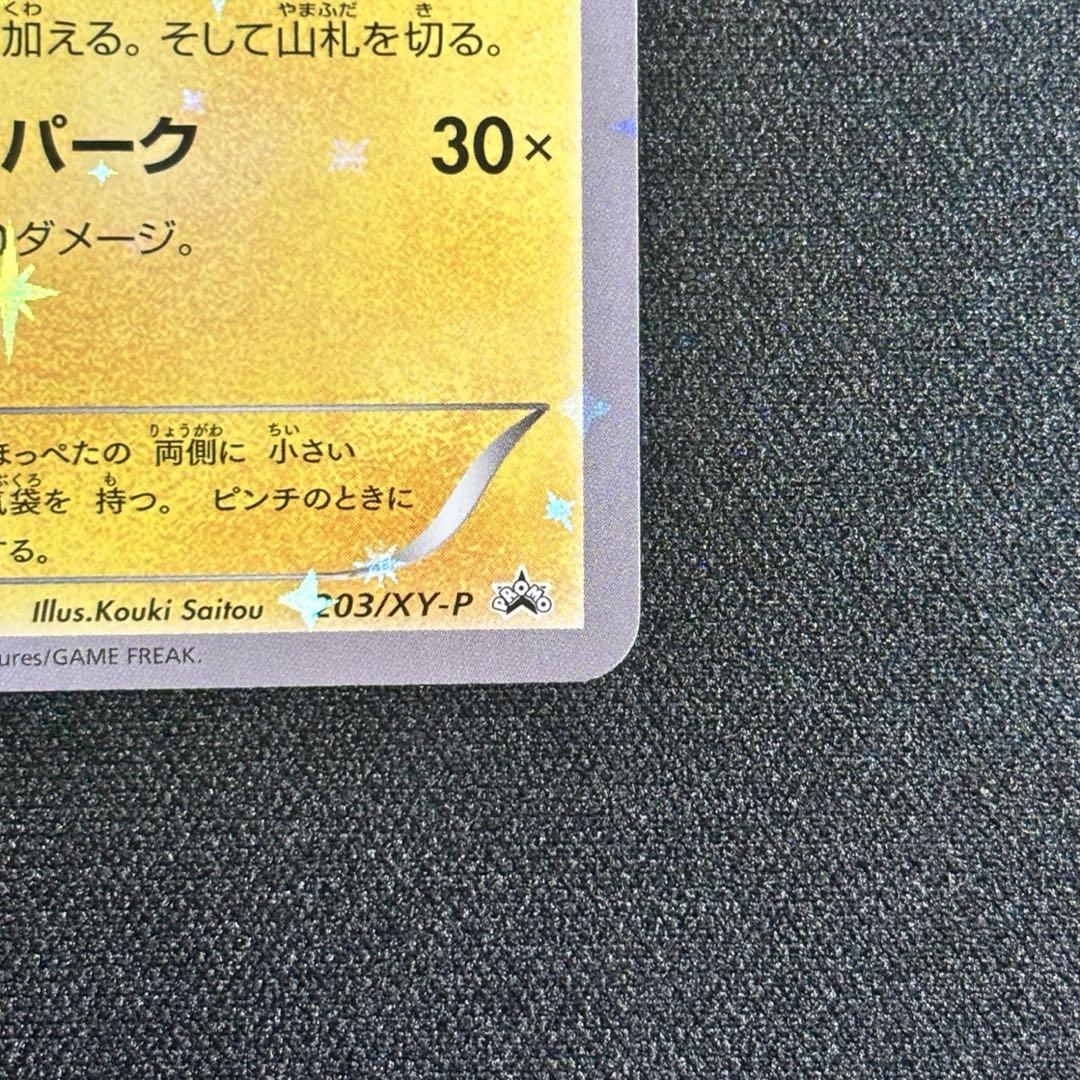 加える。そして山札を切る。
パーク 30×
ダメージ。
ほっぺたの 両側に 小さい
袋を 持つ。 ピンチのときに
する。
Illus.Kouki Saitou 203/XY-P PROMO
ures/GAME FREAK.